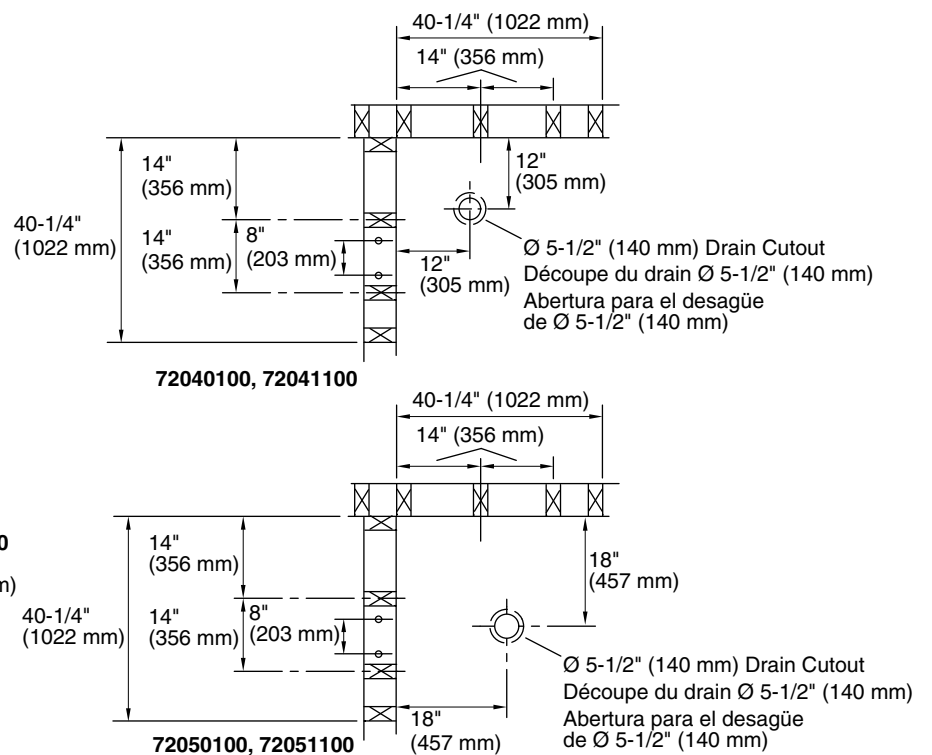 40-1/4" (1022 mm)
14" (356 mm)
14"
(356 mm)
12"
(305 mm)
40-1/4"
(1022 mm)
14"
(356 mm)
8"
(203 mm)
12"
(305 mm)
Ø 5-1/2" (140 mm) Drain Cutout
Découpe du drain Ø 5-1/2" (140 mm)
Abertura para el desagüe
de Ø 5-1/2" (140 mm)
72040100, 72041100
40-1/4" (1022 mm)
14" (356 mm)
0
m)
14"
(356 mm)
18"
(457 mm)
40-1/4"
(1022 mm)
14"
(356 mm)
8"
(203 mm)
Ø 5-1/2" (140 mm) Drain Cutout
Découpe du drain Ø 5-1/2" (140 mm)
Abertura para el desagüe
de Ø 5-1/2" (140 mm)
18"
(457 mm)
72050100, 72051100